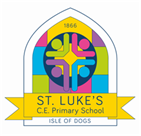 1866
ST. LUKE'S
C.E. Primary School
ISLE OF DOGS